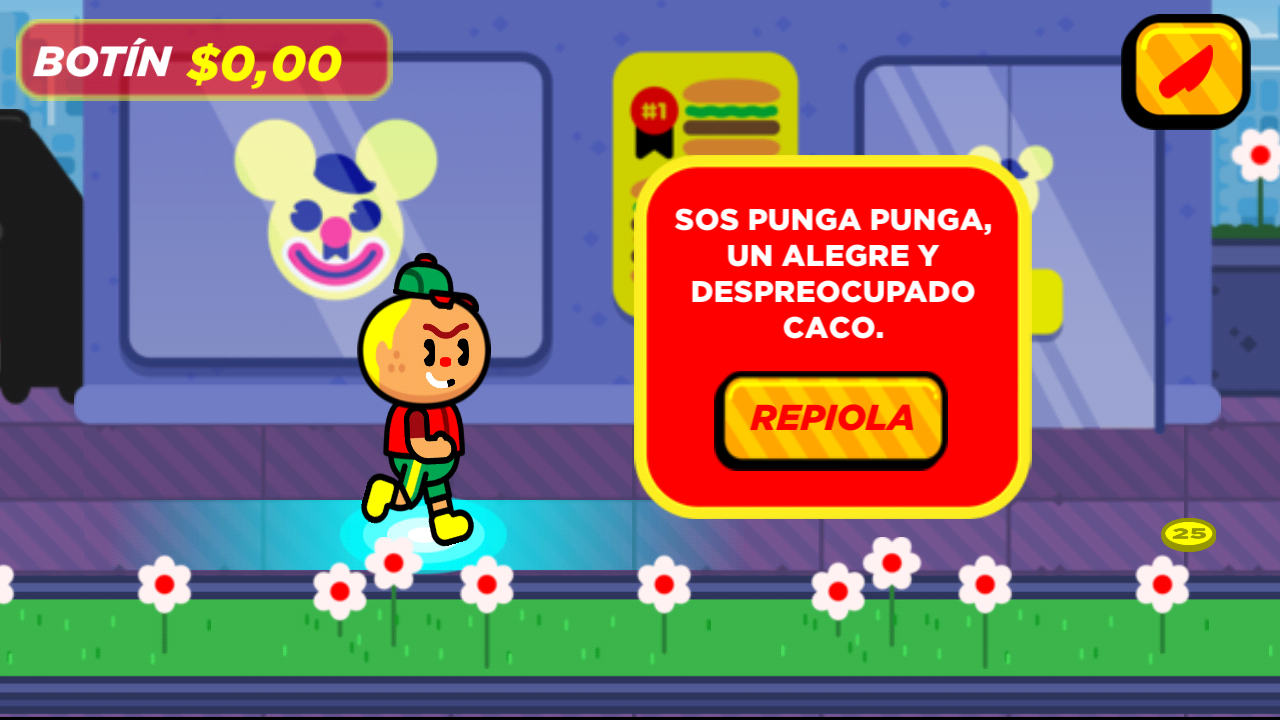 BOTÍN $0,00
#1
SOS PUNGA PUNGA,
UN ALEGRE Y
DESPREOCUPADO
CACO.
REPIOLA
25